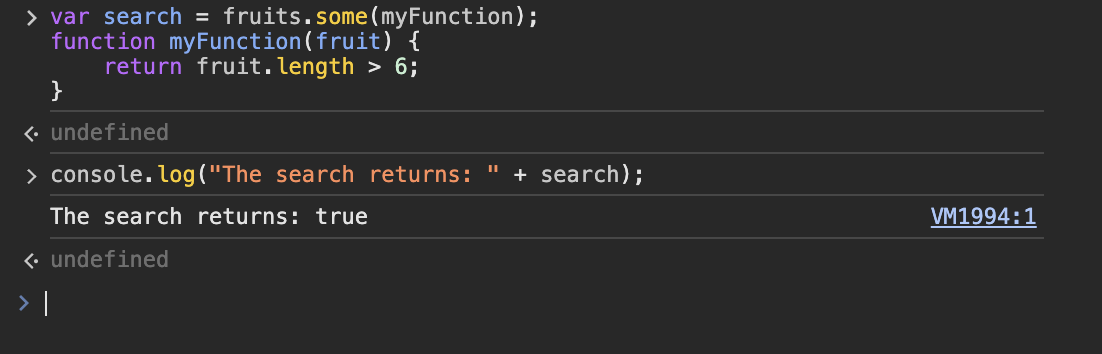 > var search = fruits.some(myFunction);
function myFunction(fruit) {
    return fruit.length > 6;
}
undefined
> console.log("The search returns: " + search);
The search returns: true VM1994:1
undefined
>